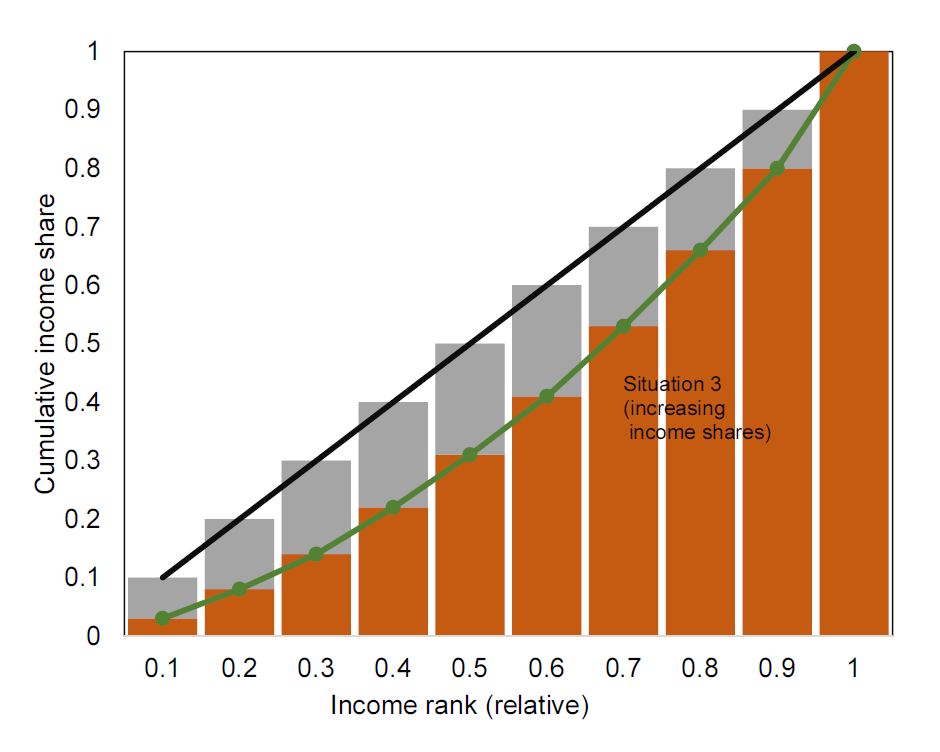 1
0.9
0.8
0.7
0.6
0.5
0.4
0.3
0.2
0.1
0
Cumulative income share
Situation 3
(increasing
income shares)
0.1 0.2 0.3 0.4 0.5 0.6 0.7 0.8 0.9 1
Income rank (relative)